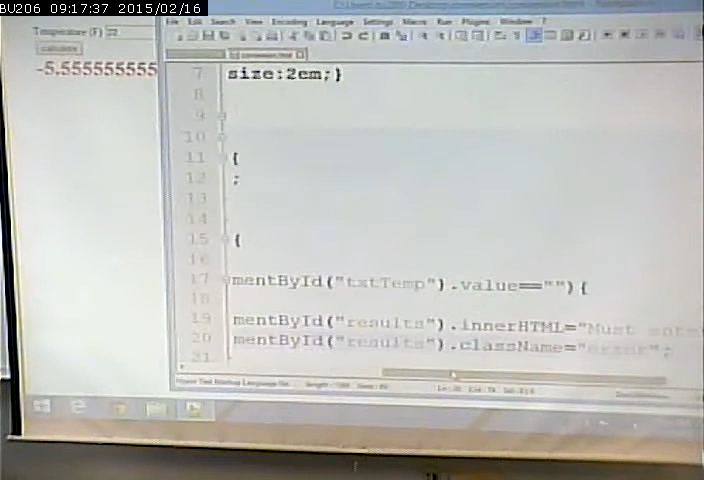 BU206 09:17:37 2015/02/16
Edit Search View Encoding Language Settings Macro Run Plugins Window ?
Temperature (F) 22
calculate
-5.555555555
7 size:2em;}
8
9
10
11 {
12 ;
13
14
15 {
16
17 mentById("txtTemp").value==""){
18
19 mentById("results").innerHTML="Must ente
20 mentById("results").className="error";
21